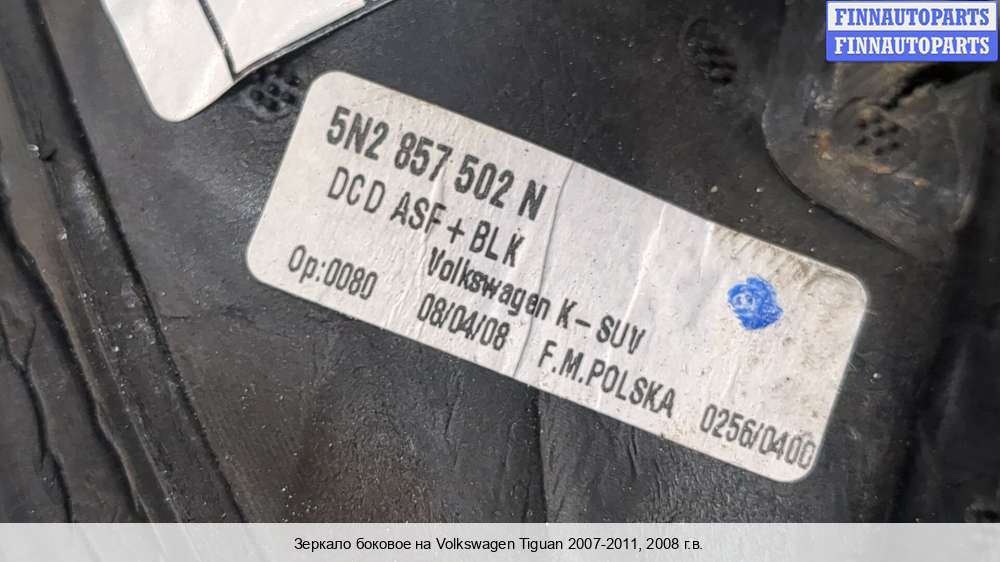 FINNAUTOPARTS
FINNAUTOPARTS
5N2 857 502 N
DCD ASF + BLK
Volkswagen K - SUV
Op:0080 08/04/08 F.M.POLSKA 0256/0400
Зеркало боковое на Volkswagen Tiguan 2007-2011, 2008 г.в.